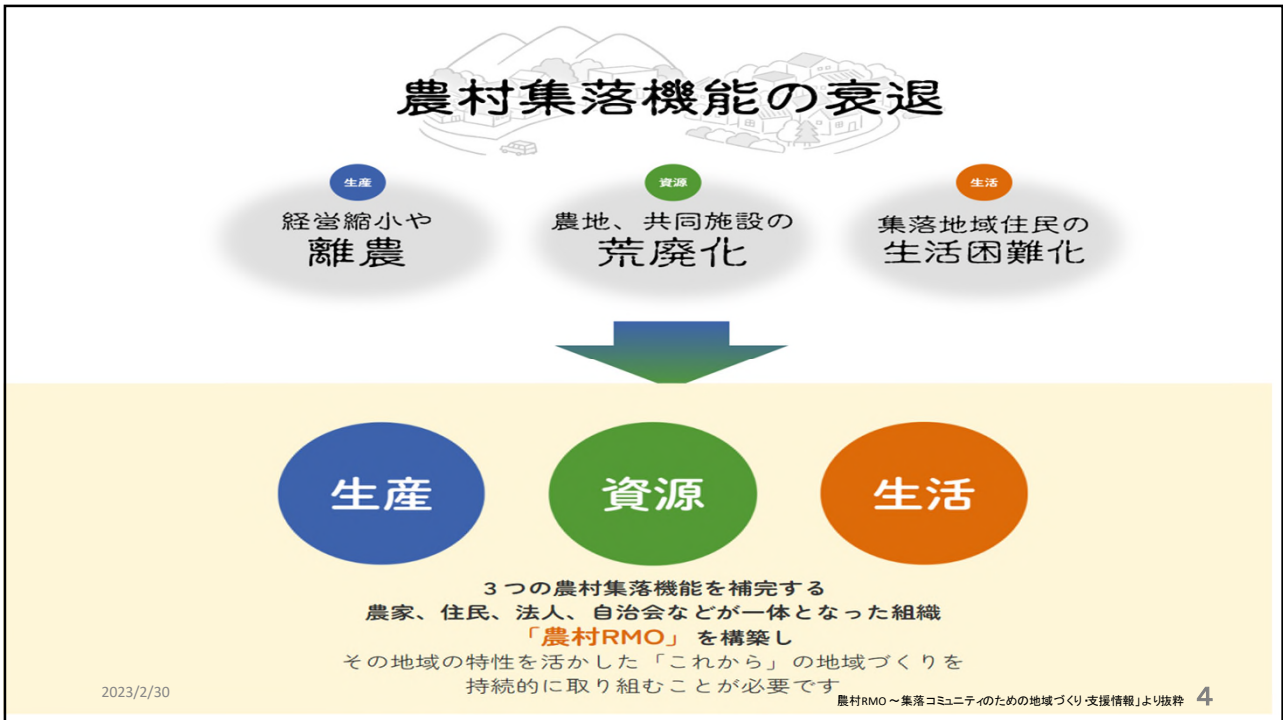 農村集落機能の衰退
生産
経営縮小や
離農
資源
農地、共同施設の
荒廃化
生活
集落地域住民の
生活困難化
生産
資源
生活
３つの農村集落機能を補完する
農家、住民、法人、自治会などが一体となった組織
「農村RMO」を構築し
その地域の特性を活かした「これから」の地域づくりを
持続的に取り組むことが必要です
2023/2/30
農村RMO～集落コミュニティのための地域づくり・支援情報」より抜粋
4